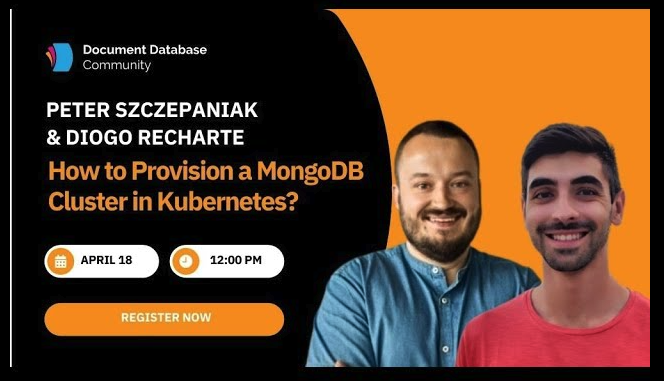 Document Database
Community
PETER SZCZEPANIAK
& DIOGO RECHARTE
How to Provision a MongoDB
Cluster in Kubernetes?
APRIL 18
12:00 PM
REGISTER NOW